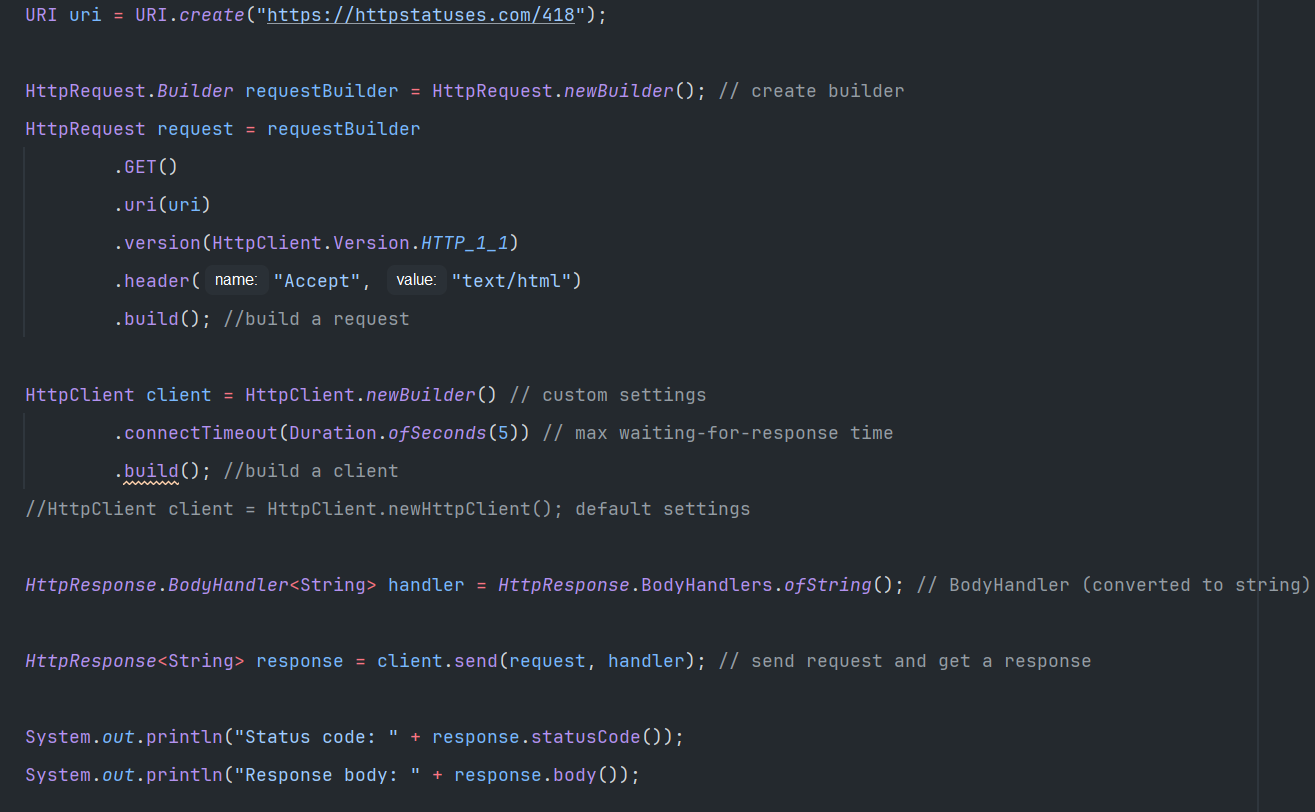 URI uri = URI.create("https://httpstatuses.com/418");
HttpRequest.Builder requestBuilder = HttpRequest.newBuilder(); // create builder
HttpRequest request = requestBuilder
.GET()
.uri(uri)
.version(HttpClient.Version.HTTP_1_1)
.header( name: "Accept", value: "text/html")
.build(); //build a request
HttpClient client = HttpClient.newBuilder() // custom settings
.connectTimeout(Duration.ofSeconds(5)) // max waiting-for-response time
.build(); //build a client
//HttpClient client = HttpClient.newHttpClient(); default settings
HttpResponse.BodyHandler<String> handler = HttpResponse.BodyHandlers.ofString(); // BodyHandler (converted to string)
HttpResponse<String> response = client.send(request, handler); // send request and get a response
System.out.println("Status code: " + response.statusCode());
System.out.println("Response body: " + response.body());